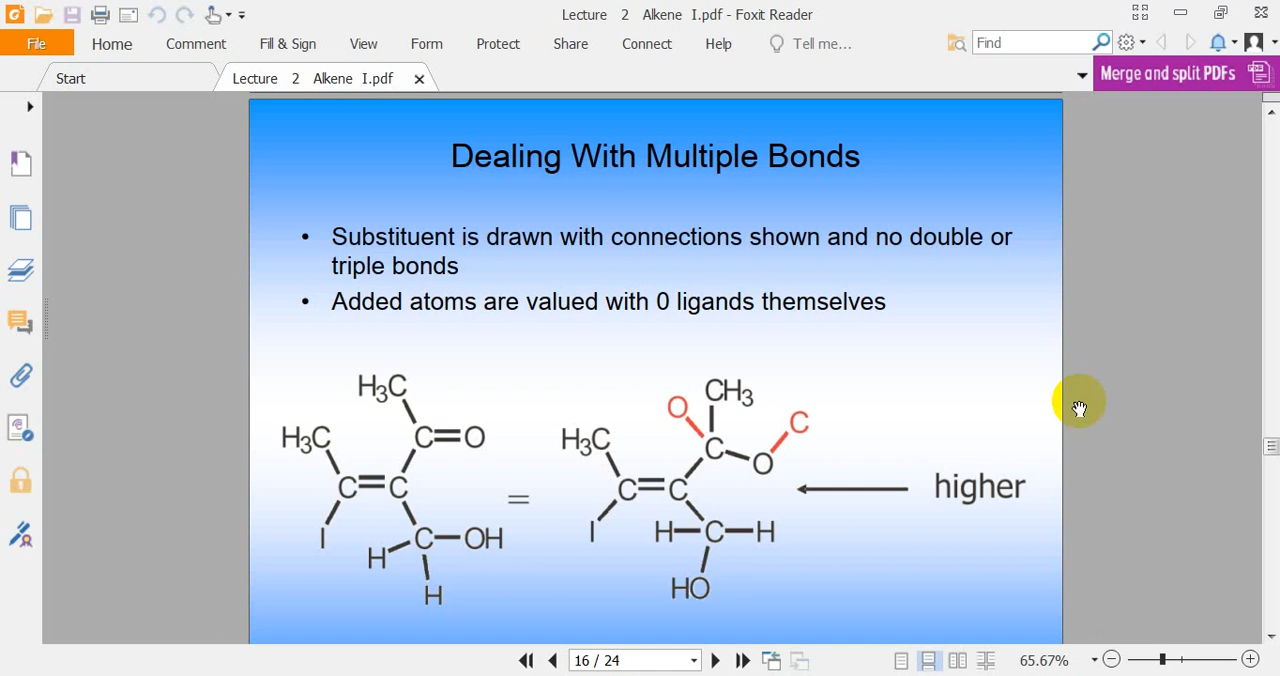 Lecture 2 Alkene I.pdf - Foxit Reader
File Home Comment Fill & Sign View Form Protect Share Connect Help Tell me... Find
Start Lecture 2 Alkene I.pdf Merge and split PDFs
Dealing With Multiple Bonds
• Substituent is drawn with connections shown and no double or
triple bonds
• Added atoms are valued with 0 ligands themselves
H3C
H3C C=O
C=C
I C—OH
H
H
=
O CH3 C
H3C C O
C=C
I H—C—H
HO
higher
16 / 24 65.67%